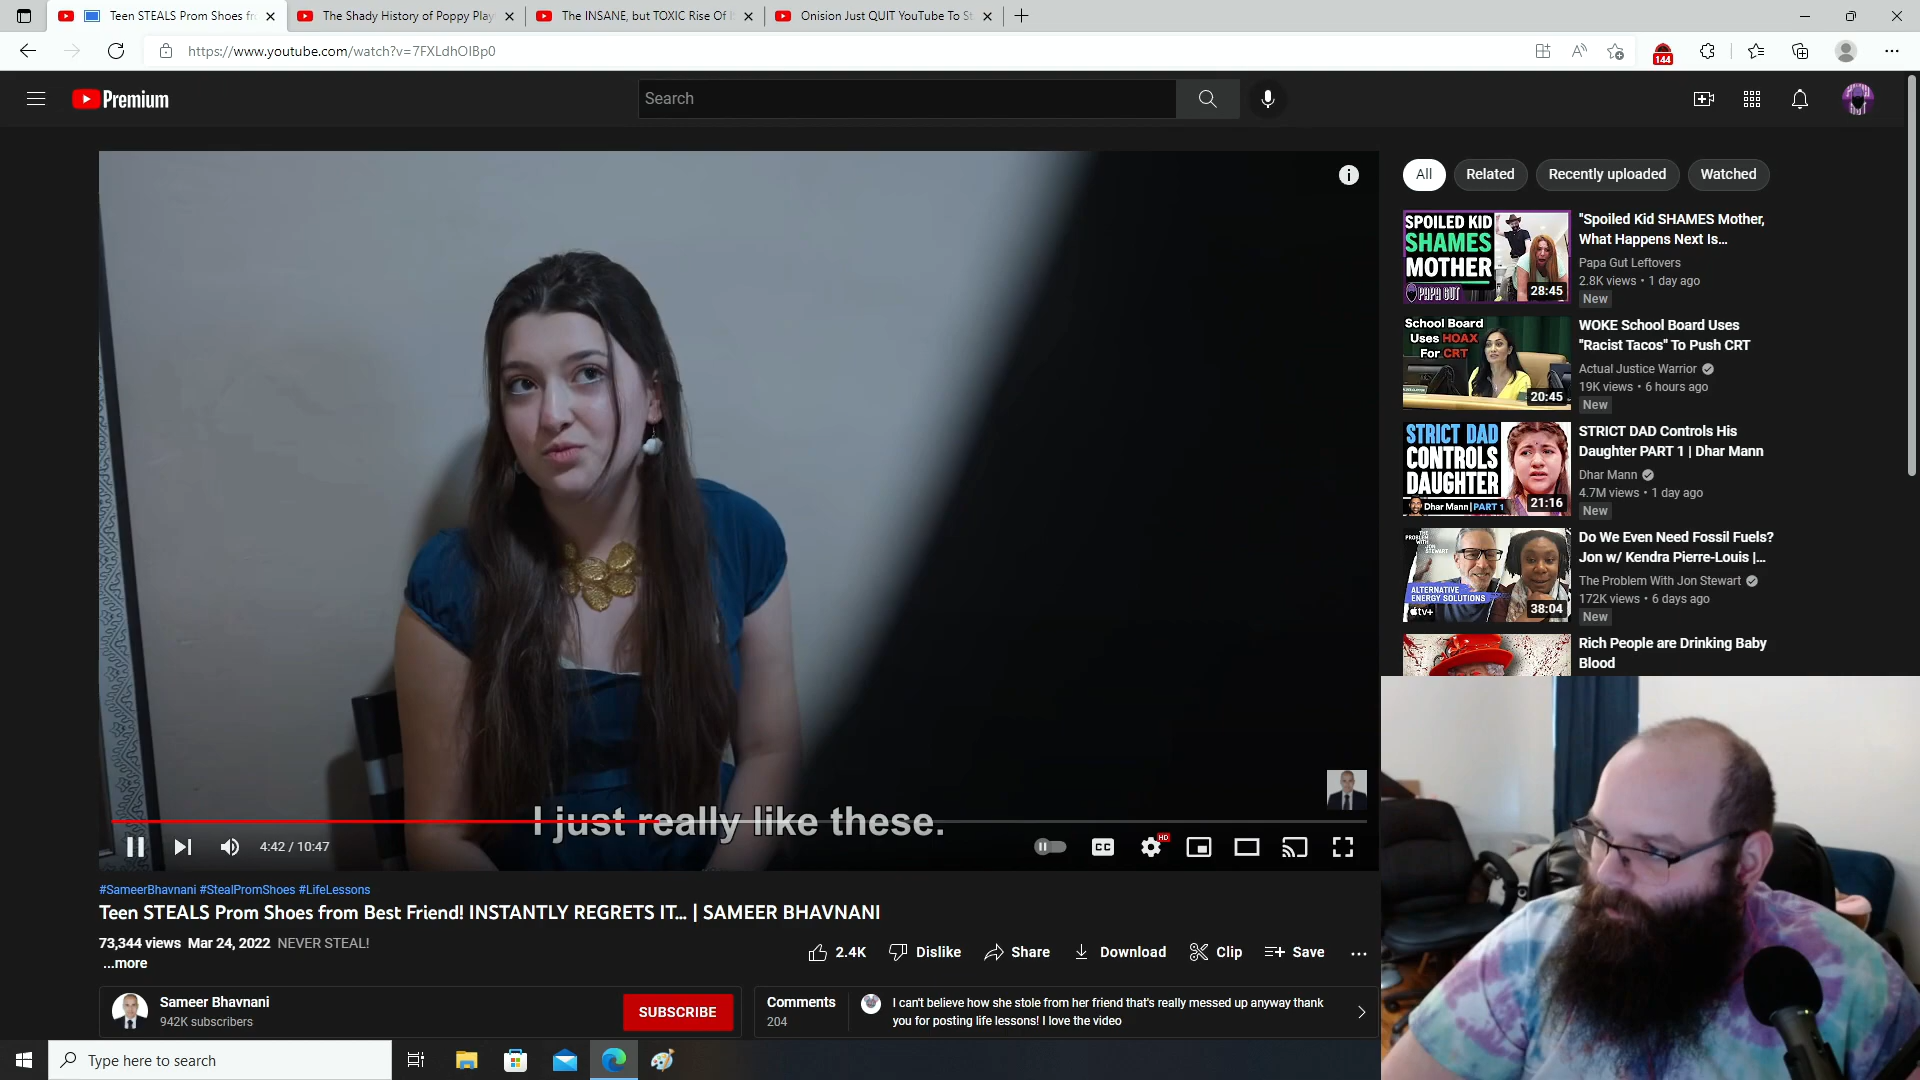 Teen STEALS Prom Shoes fr
The Shady History of Poppy Play
The INSANE, but TOXIC Rise Of
Onision Just QUIT YouTube To S
https://www.youtube.com/watch?v=7FXLdhOIBp0
144
Premium
Search
All
Related
Recently uploaded
Watched
SPOILED KID
SHAMES
MOTHER
PAPA GUT
28:45
"Spoiled Kid SHAMES Mother,
What Happens Next Is...
Papa Gut Leftovers
2.8K views • 1 day ago
New
School Board
Uses HOAX
For CRT
20:45
WOKE School Board Uses
"Racist Tacos" To Push CRT
Actual Justice Warrior
19K views • 6 hours ago
New
STRICT DAD
CONTROLS
DAUGHTER
Dhar Mann | PART 1
21:16
STRICT DAD Controls His
Daughter PART 1 | Dhar Mann
Dhar Mann
4.7M views • 1 day ago
New
THE
PROBLEM
WITH
JON
STEWART
ALTERNATIVE
ENERGY SOLUTIONS
tv+
38:04
Do We Even Need Fossil Fuels?
Jon w/ Kendra Pierre-Louis |...
The Problem With Jon Stewart
172K views • 6 days ago
New
Rich People are Drinking Baby
Blood
I just really like these.
4:42 / 10:47
CC
HD
#SameerBhavnani #StealPromShoes #LifeLessons
Teen STEALS Prom Shoes from Best Friend! INSTANTLY REGRETS IT... | SAMEER BHAVNANI
73,344 views Mar 24, 2022 NEVER STEAL!
...more
2.4K
Dislike
Share
Download
Clip
Save
Sameer Bhavnani
942K subscribers
SUBSCRIBE
Comments
204
I can't believe how she stole from her friend that's really messed up anyway thank
you for posting life lessons! I love the video
Type here to search